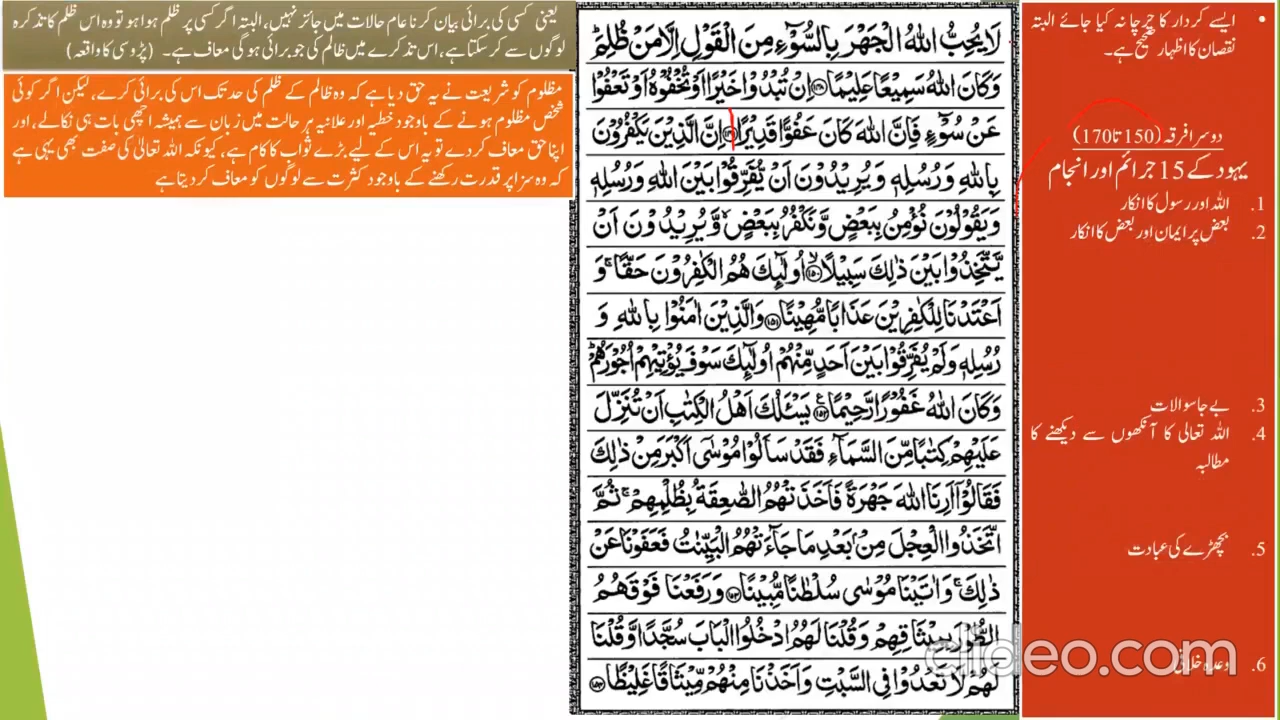 ایسے کردار کا چرچا نہ کیا جائے البتہ
نقصان کا اظہار صحیح ہے۔
دوسرا فرقہ (150 تا 170)
یہود کے 15 جرائم اور انجام
1. اللہ اور رسول کا انکار
2. بعض پر ایمان اور بعض کا انکار
3. بے جا سوالات
4. اللہ تعالی کا آنکھوں سے دیکھنے کا
مطالبہ
5. بچھڑے کی عبادت
6. وعدہ خلافی
لَا يُحِبُّ اللّٰهُ الْجَهْرَ بِالسُّوْٓءِ مِنَ الْقَوْلِ اِلَّا مَنْ ظُلِمَ ؕ
وَكَانَ اللّٰهُ سَمِيْعًا عَلِيْمًا ﴿۱۴۸﴾ اِنْ تُبْدُوْا خَيْرًا اَوْ تُخْفُوْهُ اَوْ تَعْفُوْا
عَنْ سُوْٓءٍ فَاِنَّ اللّٰهَ كَانَ عَفُوًّا قَدِيْرًا ﴿۱۴۹﴾ اِنَّ الَّذِيْنَ يَكْفُرُوْنَ
بِاللّٰهِ وَرُسُلِهٖ وَيُرِيْدُوْنَ اَنْ يُّفَرِّقُوْا بَيْنَ اللّٰهِ وَرُسُلِهٖ
وَيَقُوْلُوْنَ نُؤْمِنُ بِبَعْضٍ وَّنَكْفُرُ بِبَعْضٍ ۙ وَّيُرِيْدُوْنَ اَنْ
يَّتَّخِذُوْا بَيْنَ ذٰلِكَ سَبِيْلًا ﴿۱۵۰﴾ اُولٰٓئِكَ هُمُ الْكٰفِرُوْنَ حَقًّا ۚ وَ
اَعْتَدْنَا لِلْكٰفِرِيْنَ عَذَابًا مُّهِيْنًا ﴿۱۵۱﴾ وَالَّذِيْنَ اٰمَنُوْا بِاللّٰهِ وَ
رُسُلِهٖ وَلَمْ يُفَرِّقُوْا بَيْنَ اَحَدٍ مِّنْهُمْ اُولٰٓئِكَ سَوْفَ يُؤْتِيْهِمْ اُجُوْرَهُمْ ؕ
وَكَانَ اللّٰهُ غَفُوْرًا رَّحِيْمًا ﴿۱۵۲﴾ يَسْـَٔلُكَ اَهْلُ الْكِتٰبِ اَنْ تُنَزِّلَ
عَلَيْهِمْ كِتٰبًا مِّنَ السَّمَآءِ فَقَدْ سَاَلُوْا مُوْسٰٓى اَكْبَرَ مِنْ ذٰلِكَ
فَقَالُوْٓا اَرِنَا اللّٰهَ جَهْرَةً فَاَخَذَتْهُمُ الصّٰعِقَةُ بِظُلْمِهِمْ ۚ ثُمَّ
اتَّخَذُوا الْعِجْلَ مِنْۢ بَعْدِ مَا جَآءَتْهُمُ الْبَيِّنٰتُ فَعَفَوْنَا عَنْ
ذٰلِكَ ۚ وَاٰتَيْنَا مُوْسٰى سُلْطٰنًا مُّبِيْنًا ﴿۱۵۳﴾ وَرَفَعْنَا فَوْقَهُمُ
الطُّوْرَ بِمِيْثَاقِهِمْ وَقُلْنَا لَهُمُ ادْخُلُوا الْبَابَ سُجَّدًا وَّقُلْنَا
لَهُمْ لَا تَعْدُوْا فِى السَّبْتِ وَاَخَذْنَا مِنْهُمْ مِّيْثَاقًا غَلِيْظًا ﴿۱۵۴﴾
یعنی کسی کی برائی بیان کرنا عام حالات میں جائز نہیں، البتہ اگر کسی پر ظلم ہوا ہو تو وہ اس ظلم کا تذکرہ
لوگوں سے کر سکتا ہے، اس تذکرے میں ظالم کی جو برائی ہوگی معاف ہے۔ (پڑوسی کا واقعہ)
مظلوم کو شریعت نے یہ حق دیا ہے کہ وہ ظالم کے ظلم کی حد تک اس کی برائی کرے، لیکن اگر کوئی
شخص مظلوم ہونے کے باوجود خفیہ اور علانیہ ہر حالت میں زبان سے ہمیشہ اچھی بات ہی نکالے، اور
اپنا حق معاف کردے تو یہ اس کے لیے بڑے ثواب کا کام ہے، کیونکہ اللہ تعالیٰ کی صفت بھی یہی ہے
کہ وہ سزا پر قدرت رکھنے کے باوجود کثرت سے لوگوں کو معاف کر دیتا ہے
clideo.com